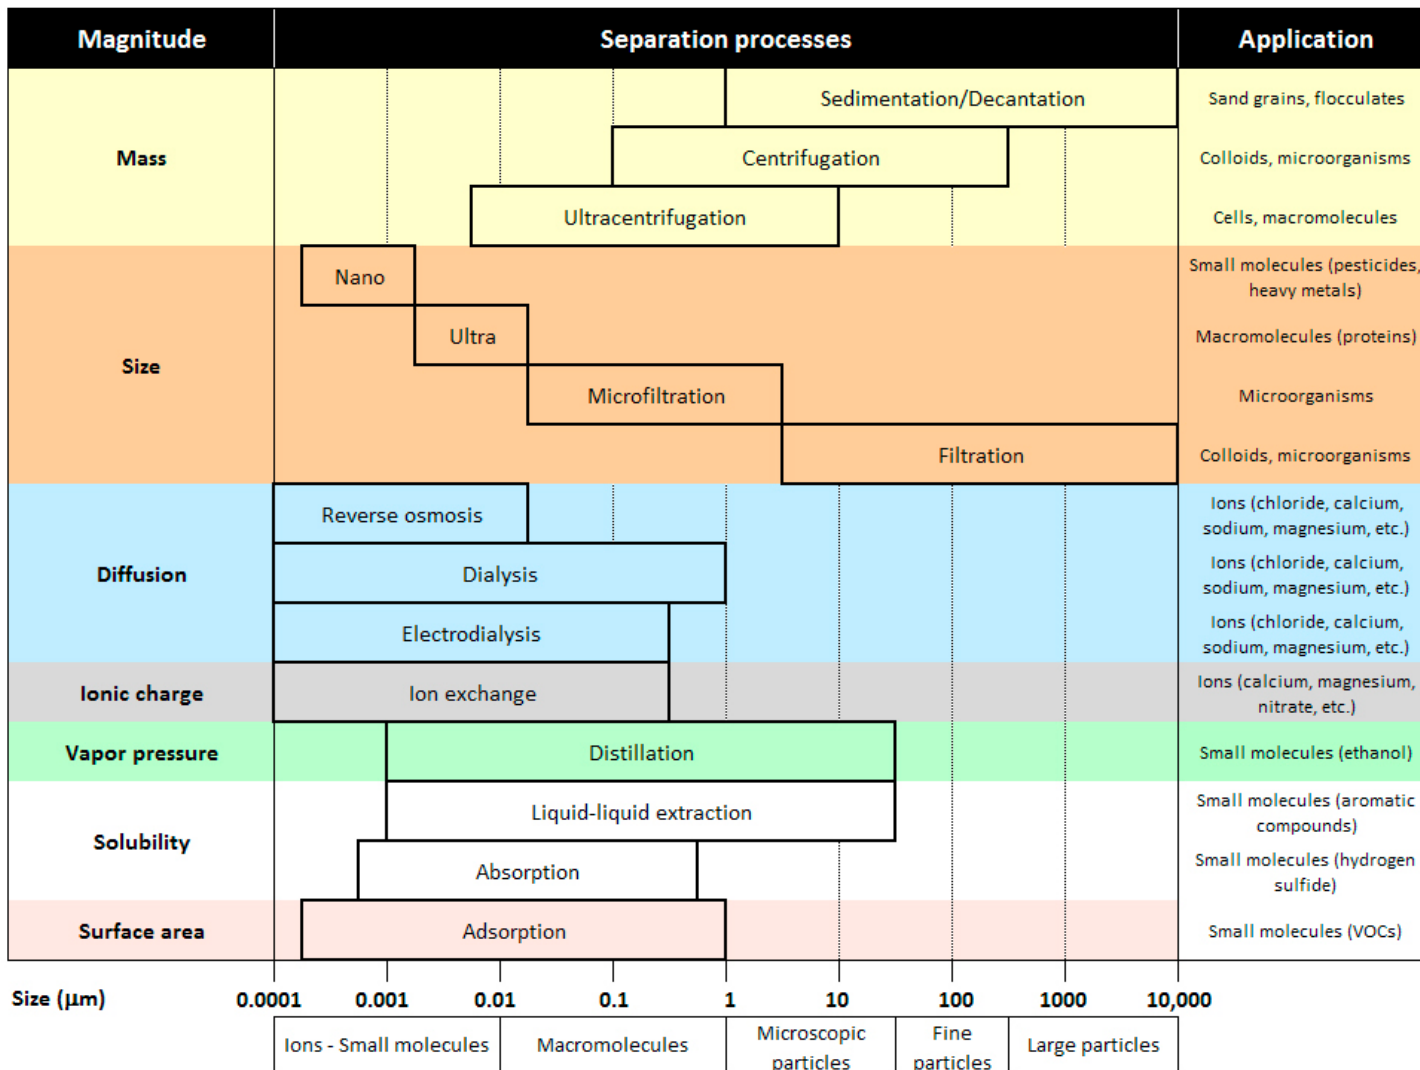 Magnitude
Separation processes
Application
Mass
Sedimentation/Decantation
Sand grains, flocculates
Centrifugation
Colloids, microorganisms
Ultracentrifugation
Cells, macromolecules
Size
Nano
Small molecules (pesticides,
heavy metals)
Ultra
Macromolecules (proteins)
Microfiltration
Microorganisms
Filtration
Colloids, microorganisms
Diffusion
Reverse osmosis
Ions (chloride, calcium,
sodium, magnesium, etc.)
Dialysis
Ions (chloride, calcium,
sodium, magnesium, etc.)
Electrodialysis
Ions (chloride, calcium,
sodium, magnesium, etc.)
Ionic charge
Ion exchange
Ions (calcium, magnesium,
nitrate, etc.)
Vapor pressure
Distillation
Small molecules (ethanol)
Solubility
Liquid-liquid extraction
Small molecules (aromatic
compounds)
Absorption
Small molecules (hydrogen
sulfide)
Surface area
Adsorption
Small molecules (VOCs)
Size (μm)
0.0001
0.001
0.01
0.1
1
10
100
1000
10,000
Ions - Small molecules
Macromolecules
Microscopic
particles
Fine
particles
Large particles